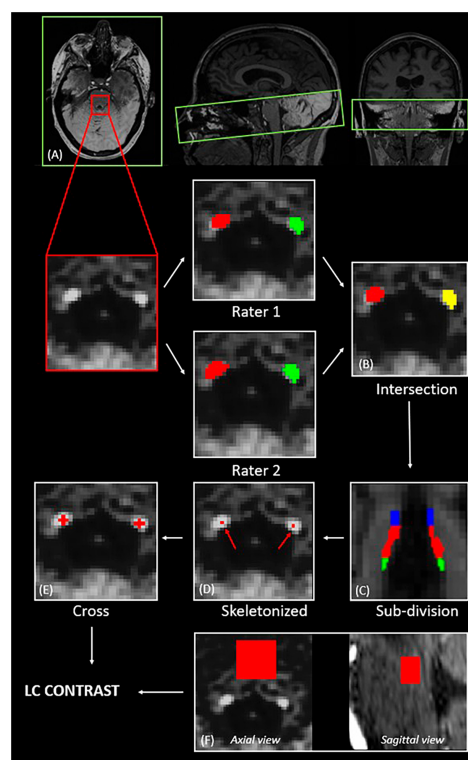 (A)
Rater 1
(B)
Intersection
Rater 2
(E)
Cross
(D)
Skeletonized
(C)
Sub-division
LC CONTRAST
(F)
Axial view
Sagittal view